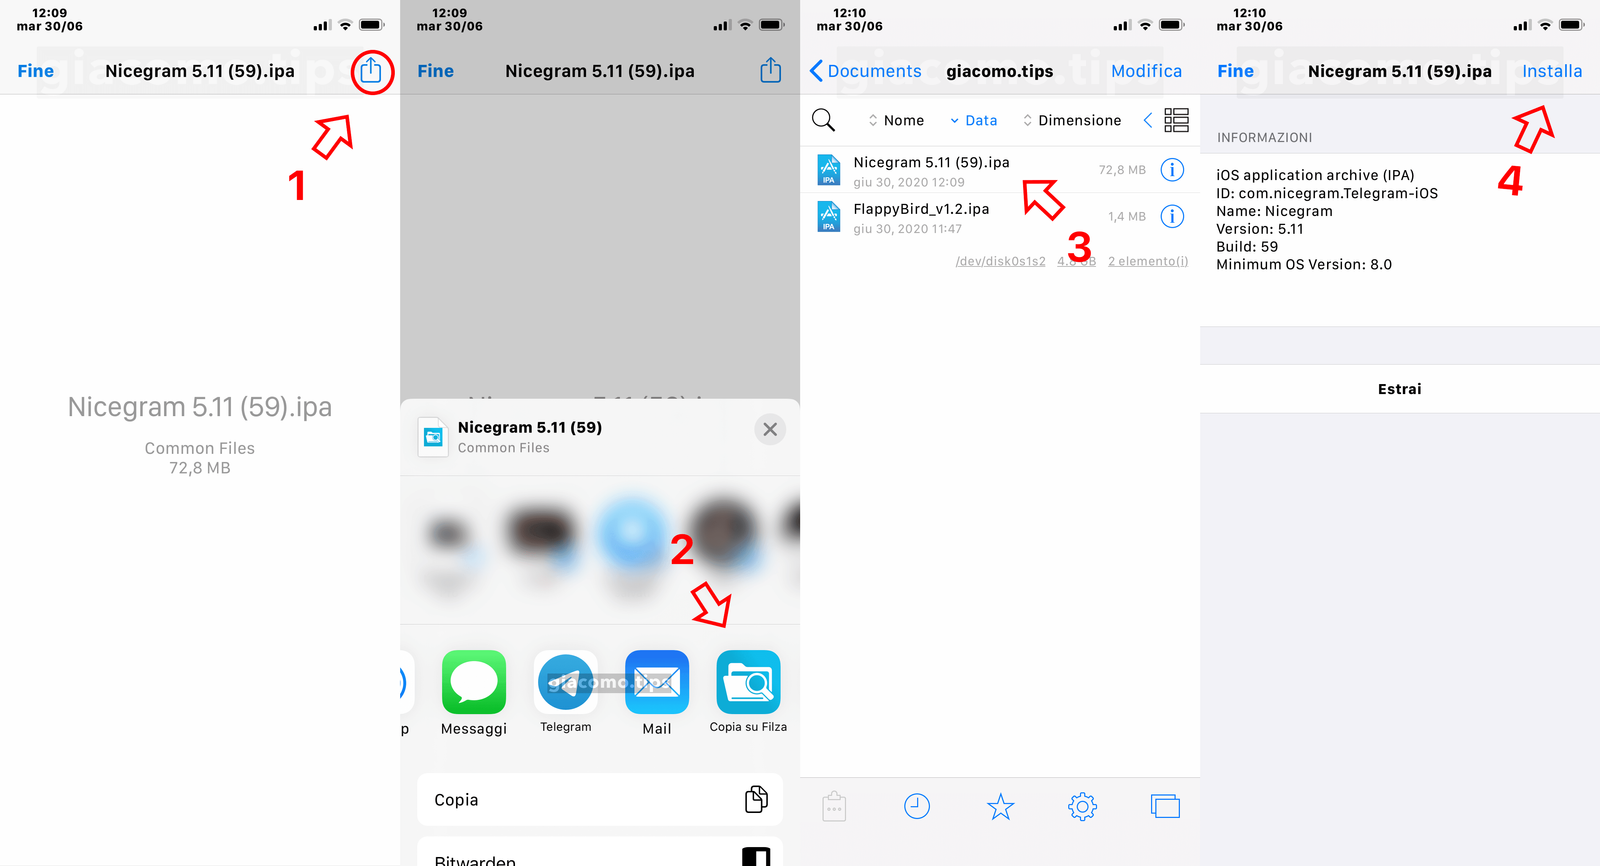 12:09
mar 30/06
giacomo.tips
Fine
Nicegram 5.11 (59).ipa
1
Nicegram 5.11 (59).ipa
Common Files
72,8 MB
12:09
mar 30/06
Fine
Nicegram 5.11 (59).ipa
Nicegram 5.11 (59)
Common Files
2
p
Messaggi
Telegram
Mail
Copia su Filza
giacomo.tips
Copia
Bitwarden
12:10
mar 30/06
Documents
giacomo.tips
Modifica
Nome
Data
Dimensione
IPA
Nicegram 5.11 (59).ipa
giu 30, 2020 12:09
72,8 MB
IPA
FlappyBird_v1.2.ipa
giu 30, 2020 11:47
1,4 MB
3
/dev/disk0s1s2
2 elemento(i)
12:10
mar 30/06
Fine
Nicegram 5.11 (59).ipa
Installa
4
INFORMAZIONI
iOS application archive (IPA)
ID: com.nicegram.Telegram-iOS
Name: Nicegram
Version: 5.11
Build: 59
Minimum OS Version: 8.0
Estrai